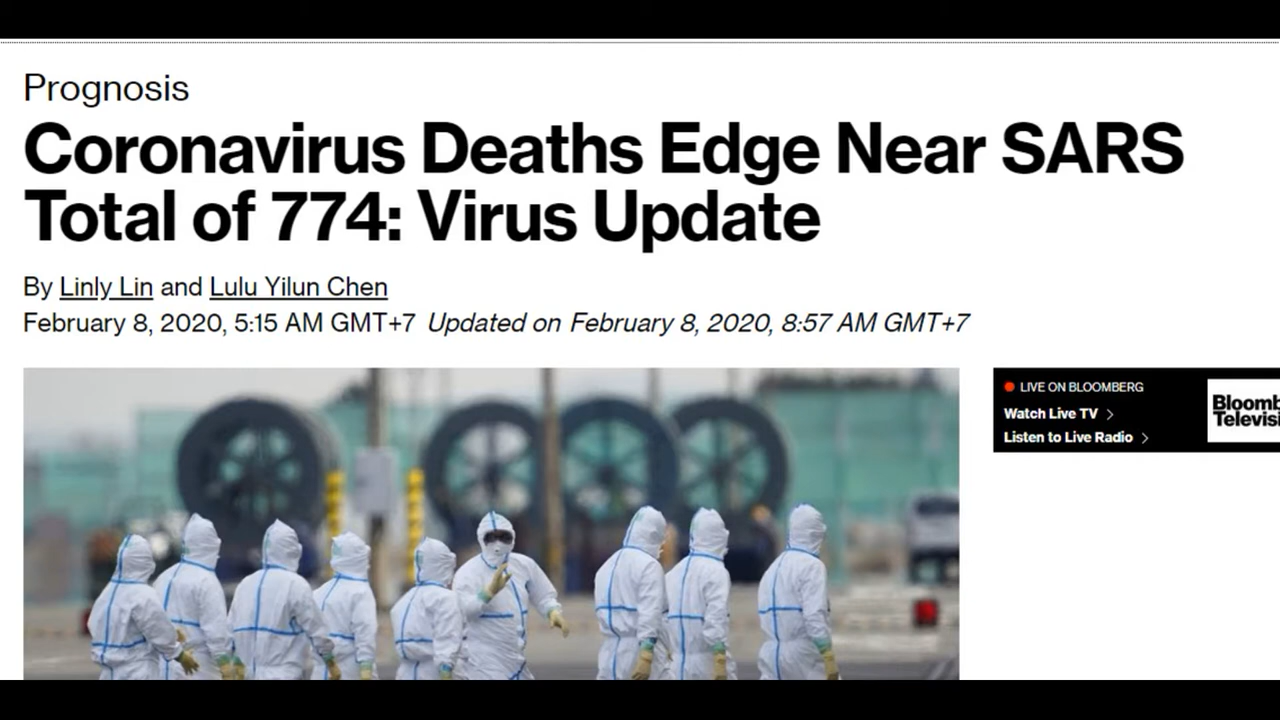 Prognosis
Coronavirus Deaths Edge Near SARS
Total of 774: Virus Update
By Linly Lin and Lulu Yilun Chen
February 8, 2020, 5:15 AM GMT+7 Updated on February 8, 2020, 8:57 AM GMT+7
LIVE ON BLOOMBERG
Watch Live TV
Listen to Live Radio
Bloomb
Televisi